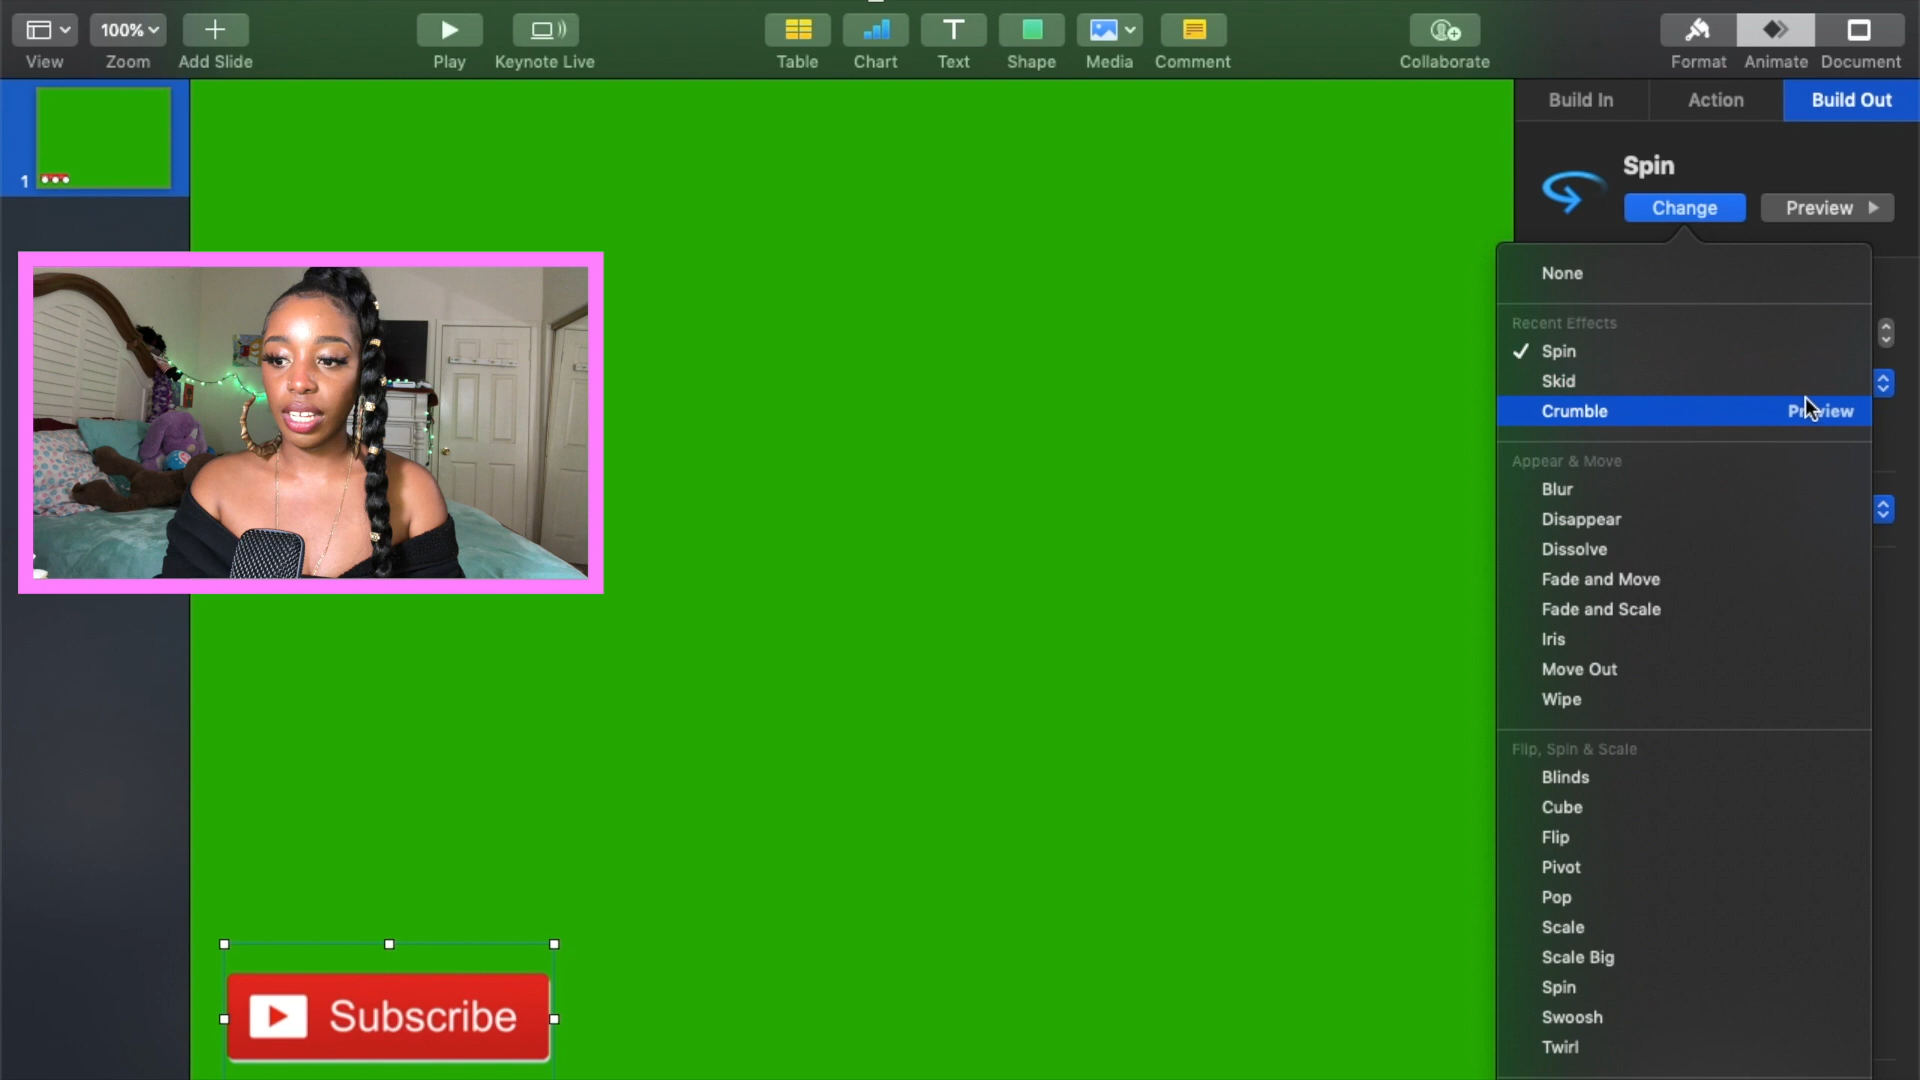 100%
View
Zoom
Add Slide
Play
Keynote Live
Table
Chart
Text
Shape
Media
Comment
Collaborate
Format
Animate
Document
Build In
Action
Build Out
1
Spin
Change
Preview
None
Recent Effects
Spin
Skid
Crumble Preview
Appear & Move
Blur
Disappear
Dissolve
Fade and Move
Fade and Scale
Iris
Move Out
Wipe
Flip, Spin & Scale
Blinds
Cube
Flip
Pivot
Pop
Scale
Scale Big
Spin
Swoosh
Twirl
Subscribe